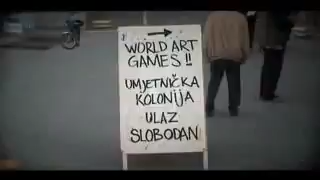 →
WORLD ART
GAMES !!
UMJETNIČKA
KOLONIJA
ULAZ
SLOBODAN